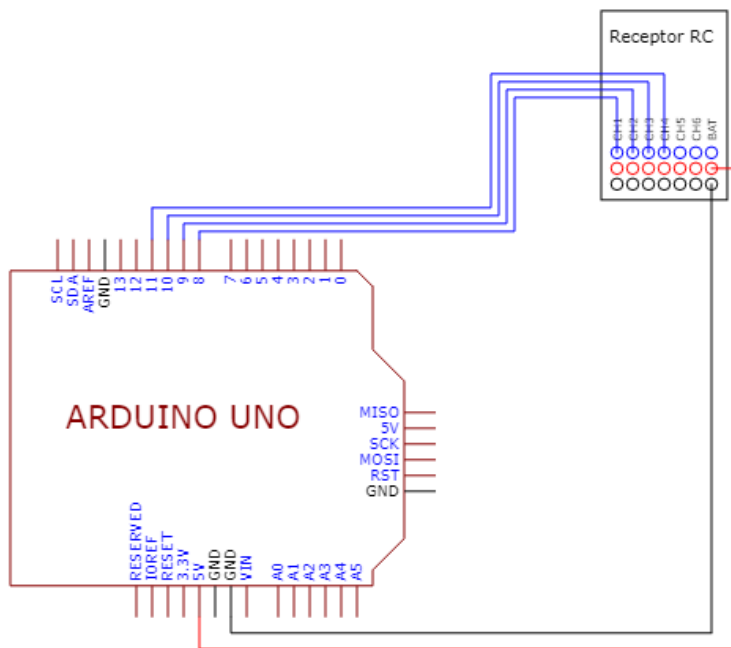 Receptor RC
CH1
CH2
CH3
CH4
CH5
CH6
BAT
SCL
SDA
AREF
GND
13
12
11
10
9
8
7
6
5
4
3
2
1
0
ARDUINO UNO
MISO
5V
SCK
MOSI
RST
GND
RESERVED
IOREF
RESET
3.3V
5V
GND
GND
VIN
A0
A1
A2
A3
A4
A5